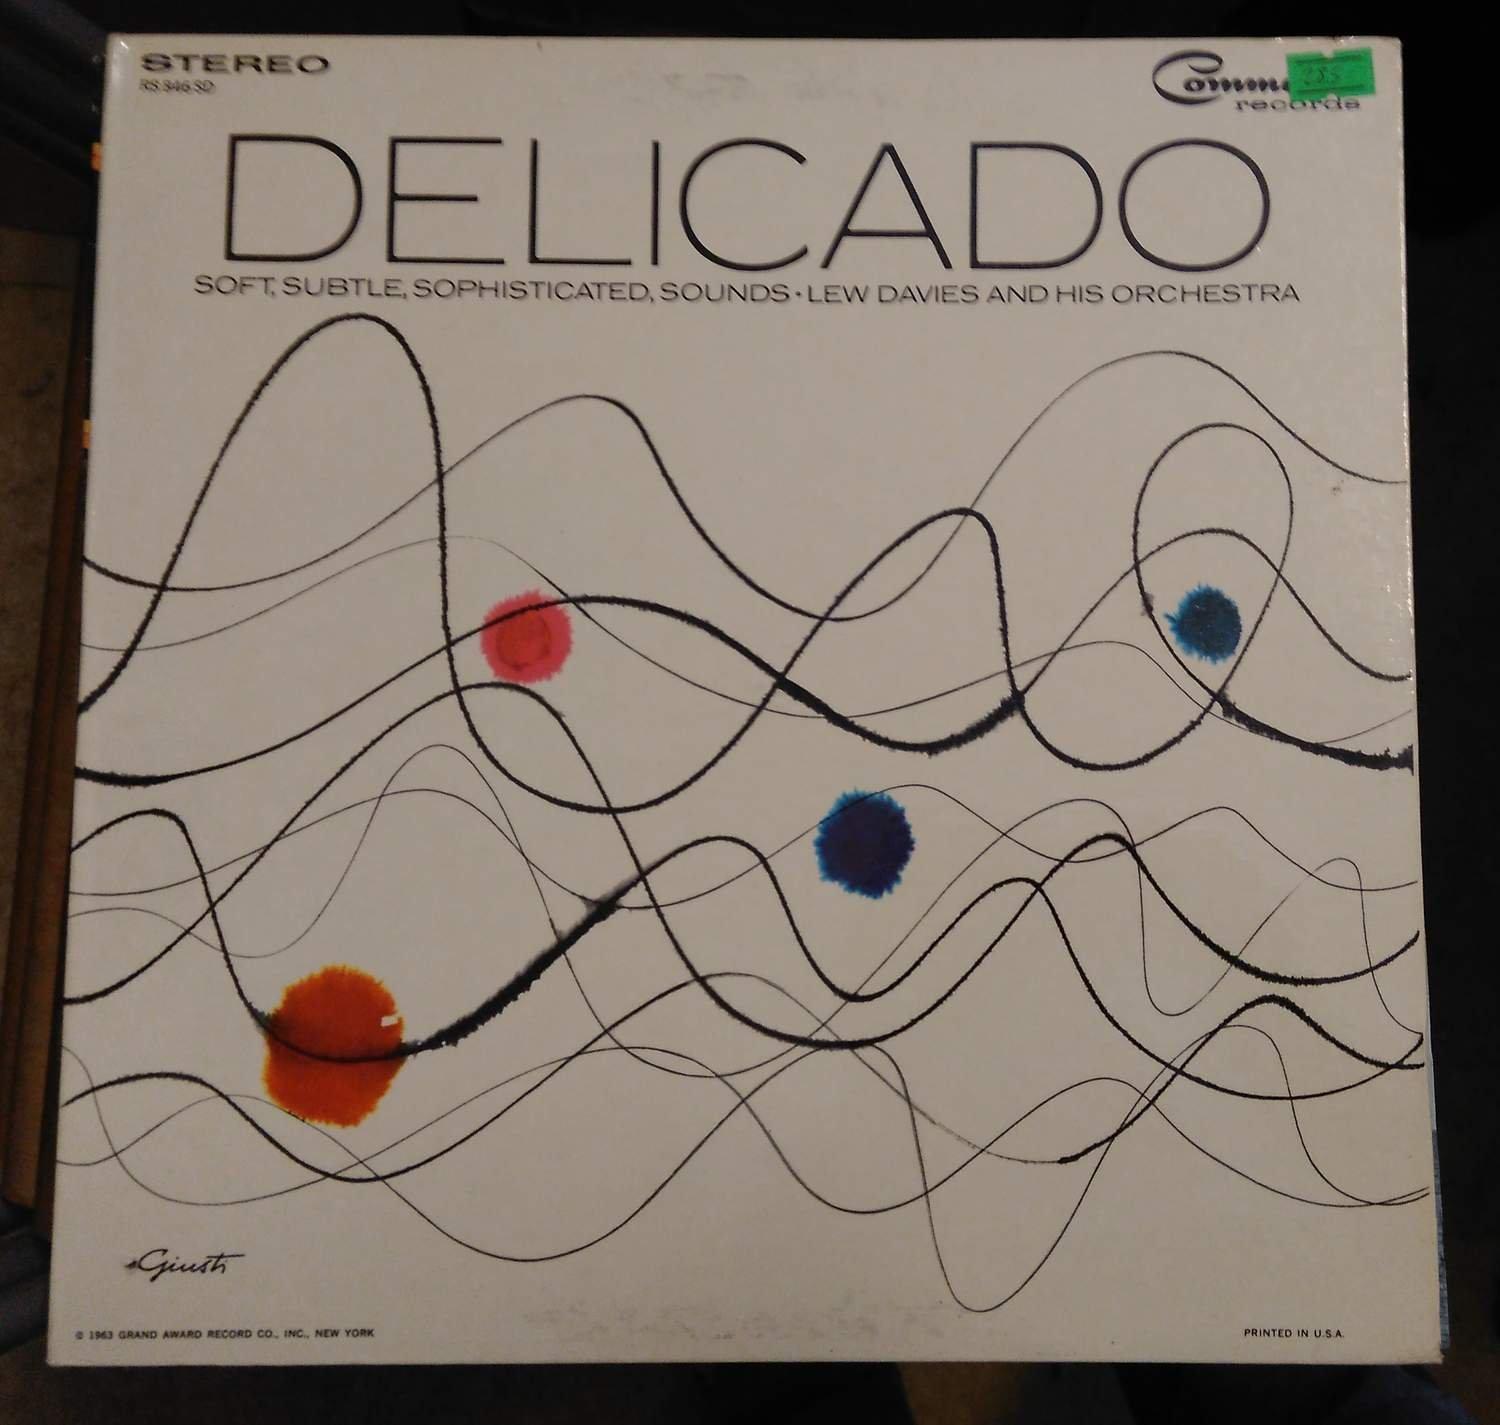 STEREO
RS 846 SD
records
DELICADO
SOFT, SUBTLE, SOPHISTICATED, SOUNDS • LEW DAVIES AND HIS ORCHESTRA
Giusti
© 1963 GRAND AWARD RECORD CO., INC., NEW YORK
PRINTED IN U.S.A.